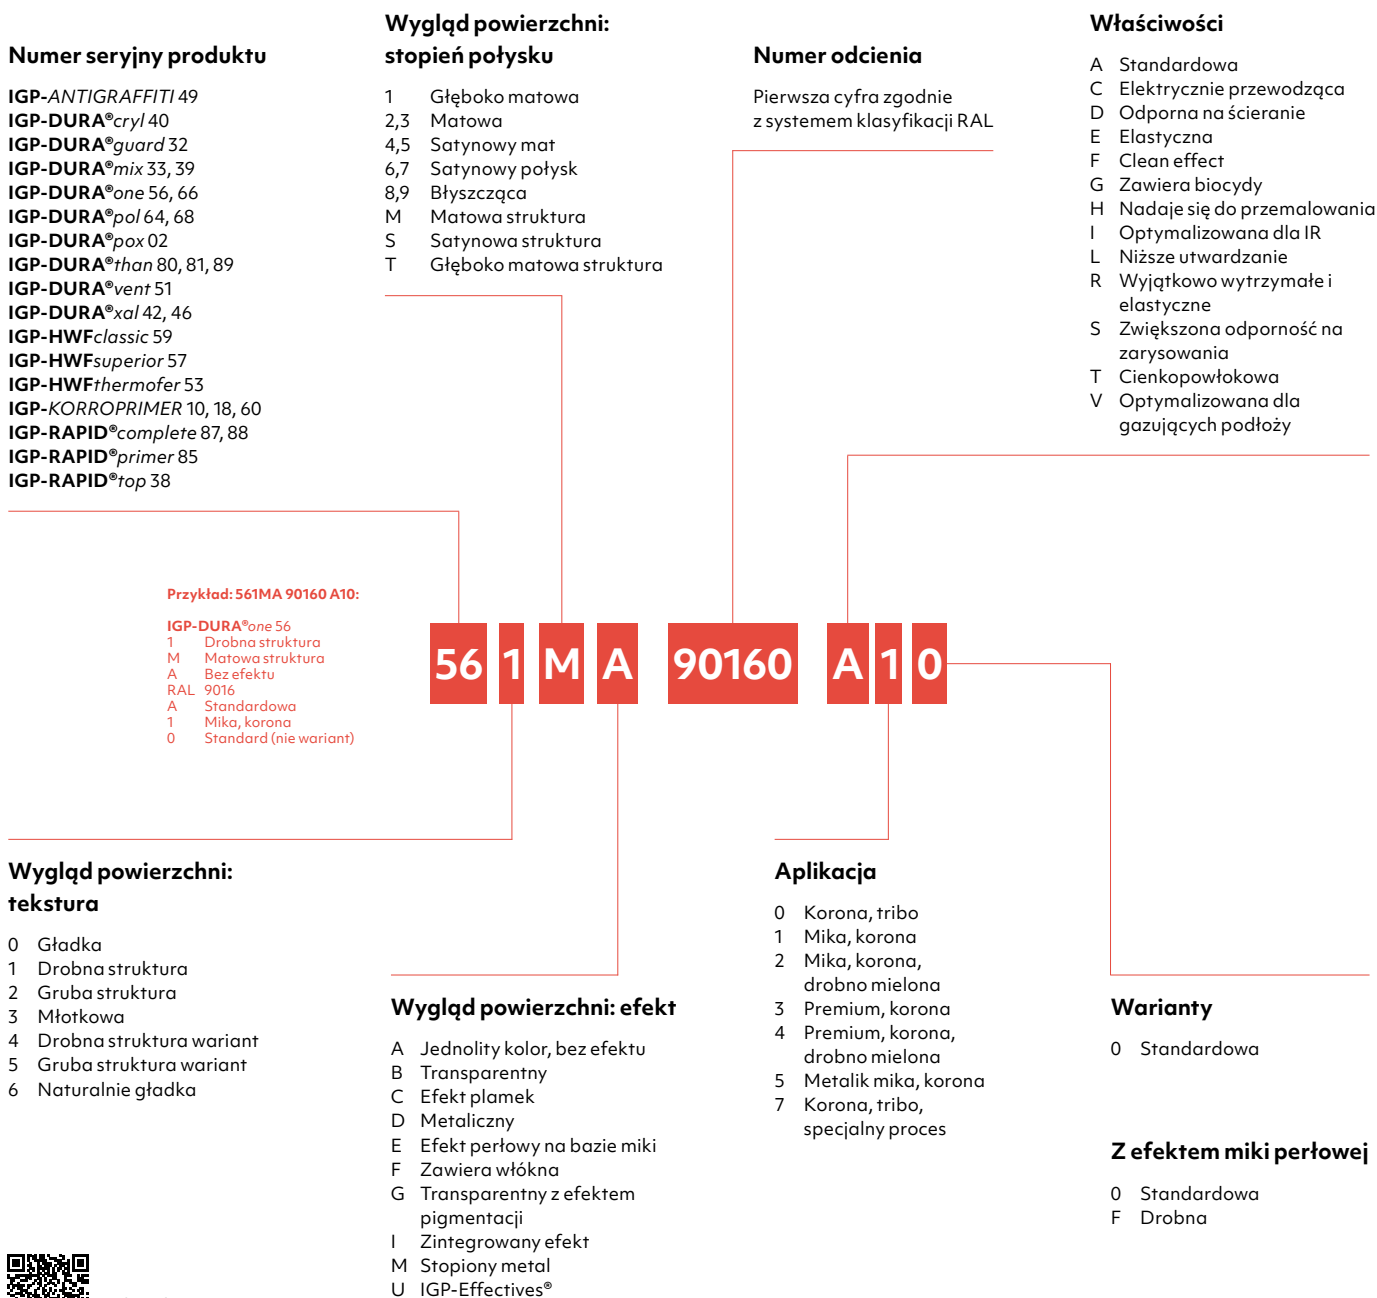 Numer seryjny produktu
IGP-ANTIGRAFFITI 49
IGP-DURA®cryl 40
IGP-DURA®guard 32
IGP-DURA®mix 33, 39
IGP-DURA®one 56, 66
IGP-DURA®pol 64, 68
IGP-DURA®pox 02
IGP-DURA®than 80, 81, 89
IGP-DURA®vent 51
IGP-DURA®xal 42, 46
IGP-HWFclassic 59
IGP-HWFsuperior 57
IGP-HWFthermofer 53
IGP-KORROPRIMER 10, 18, 60
IGP-RAPID®complete 87, 88
IGP-RAPID®primer 85
IGP-RAPID®top 38
Wygląd powierzchni:
stopień połysku
1 Głęboko matowa
2,3 Matowa
4,5 Satynowy mat
6,7 Satynowy połysk
8,9 Błyszcząca
M Matowa struktura
S Satynowa struktura
T Głęboko matowa struktura
Numer odcienia
Pierwsza cyfra zgodnie
z systemem klasyfikacji RAL
Właściwości
A Standardowa
C Elektrycznie przewodząca
D Odporna na ścieranie
E Elastyczna
F Clean effect
G Zawiera biocydy
H Nadaje się do przemalowania
I Optymalizowana dla IR
L Niższe utwardzanie
R Wyjątkowo wytrzymałe i
elastyczne
S Zwiększona odporność na
zarysowania
T Cienkopowłokowa
V Optymalizowana dla
gazujących podłoży
Przykład: 561MA 90160 A10:
IGP-DURA®one 56
1 Drobna struktura
M Matowa struktura
A Bez efektu
RAL 9016
A Standardowa
1 Mika, korona
0 Standard (nie wariant)
56 1 M A 90160 A 1 0
Wygląd powierzchni:
tekstura
0 Gładka
1 Drobna struktura
2 Gruba struktura
3 Młotkowa
4 Drobna struktura wariant
5 Gruba struktura wariant
6 Naturalnie gładka
Wygląd powierzchni: efekt
A Jednolity kolor, bez efektu
B Transparentny
C Efekt plamek
D Metaliczny
E Efekt perłowy na bazie miki
F Zawiera włókna
G Transparentny z efektem
pigmentacji
I Zintegrowany efekt
M Stopiony metal
U IGP-Effectives®
Aplikacja
0 Korona, tribo
1 Mika, korona
2 Mika, korona,
drobno mielona
3 Premium, korona
4 Premium, korona,
drobno mielona
5 Metalik mika, korona
7 Korona, tribo,
specjalny proces
Warianty
0 Standardowa
Z efektem miki perłowej
0 Standardowa
F Drobna